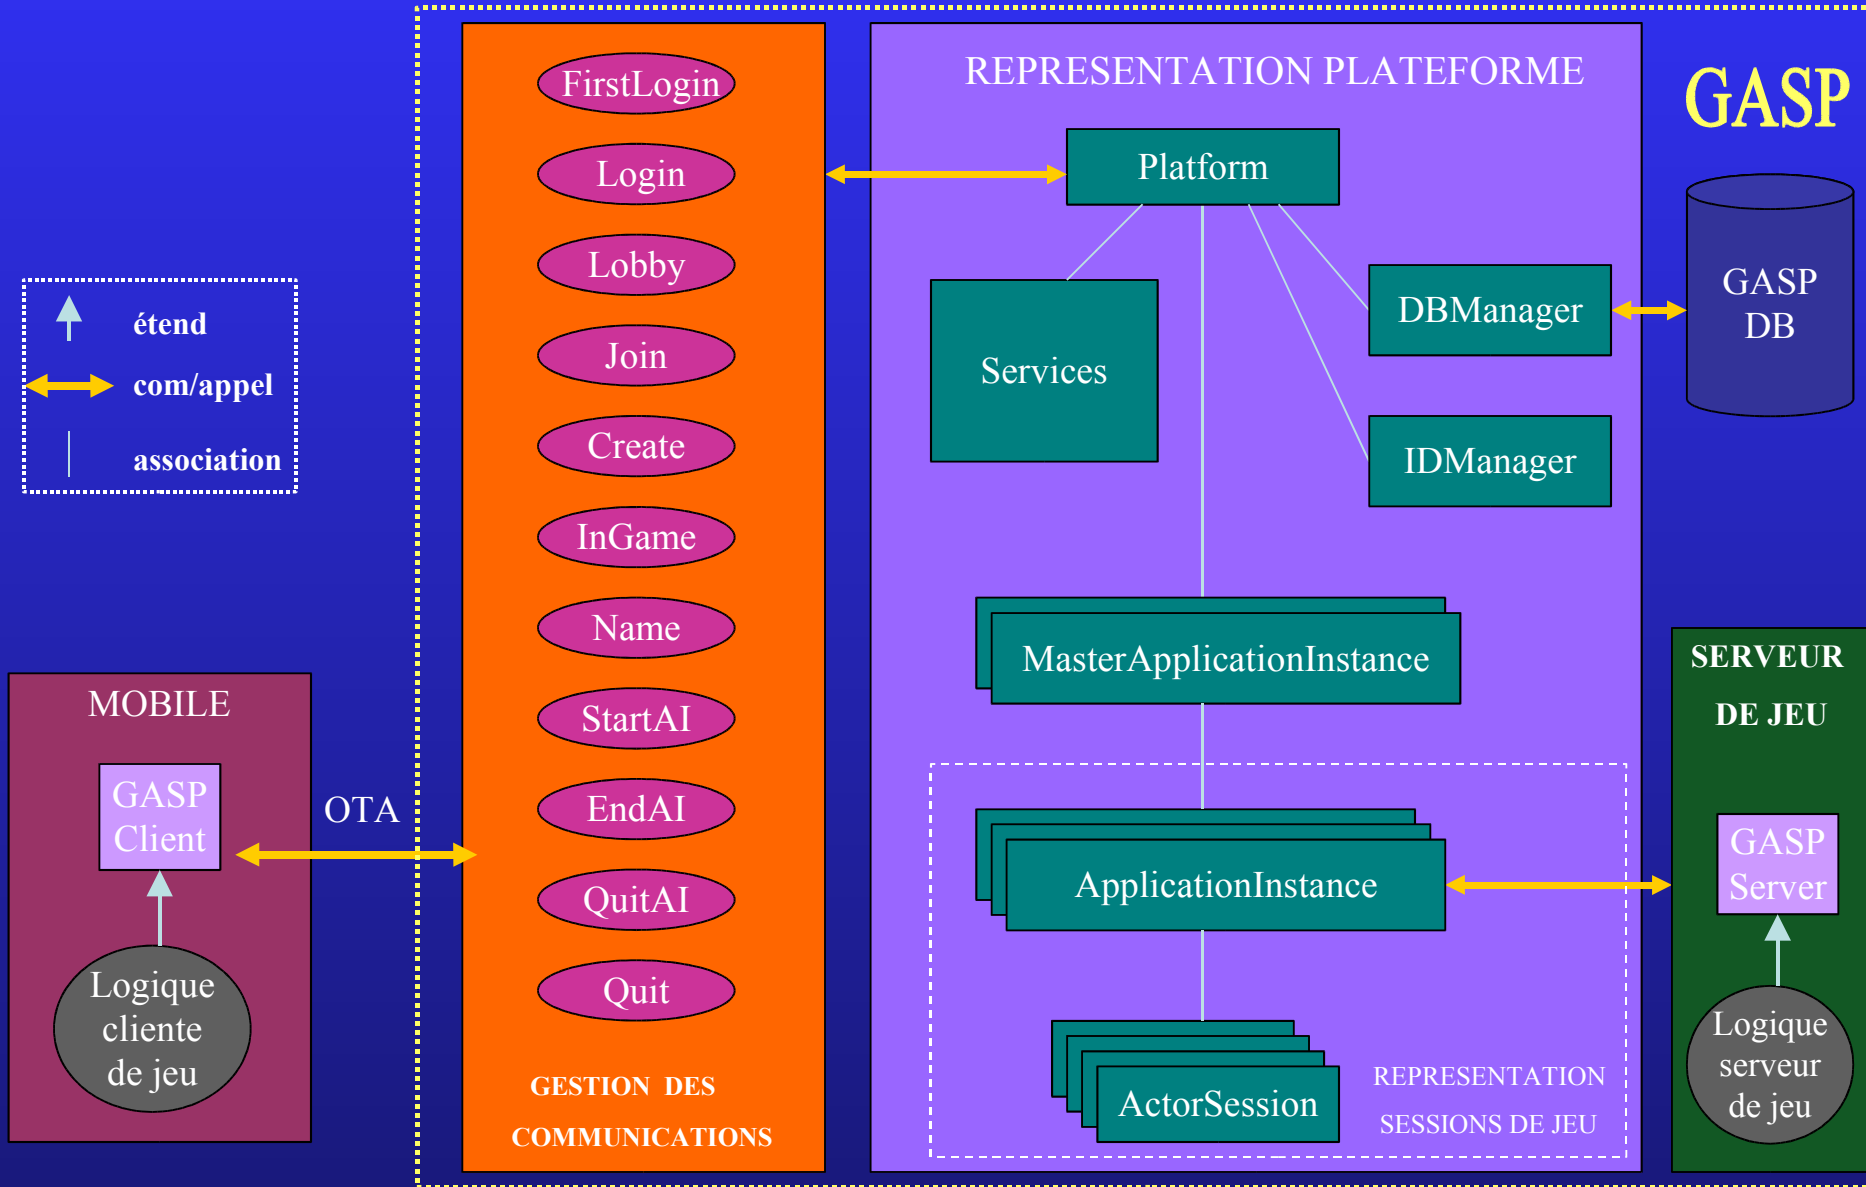 étend
com/appel
association
MOBILE
GASP
Client
Logique
cliente
de jeu
OTA
FirstLogin
Login
Lobby
Join
Create
InGame
Name
StartAI
EndAI
QuitAI
Quit
GESTION DES
COMMUNICATIONS
REPRESENTATION PLATEFORME
Platform
Services
DBManager
IDManager
MasterApplicationInstance
ApplicationInstance
ActorSession
REPRESENTATION
SESSIONS DE JEU
GASP
GASP
DB
SERVEUR
DE JEU
GASP
Server
Logique
serveur
de jeu